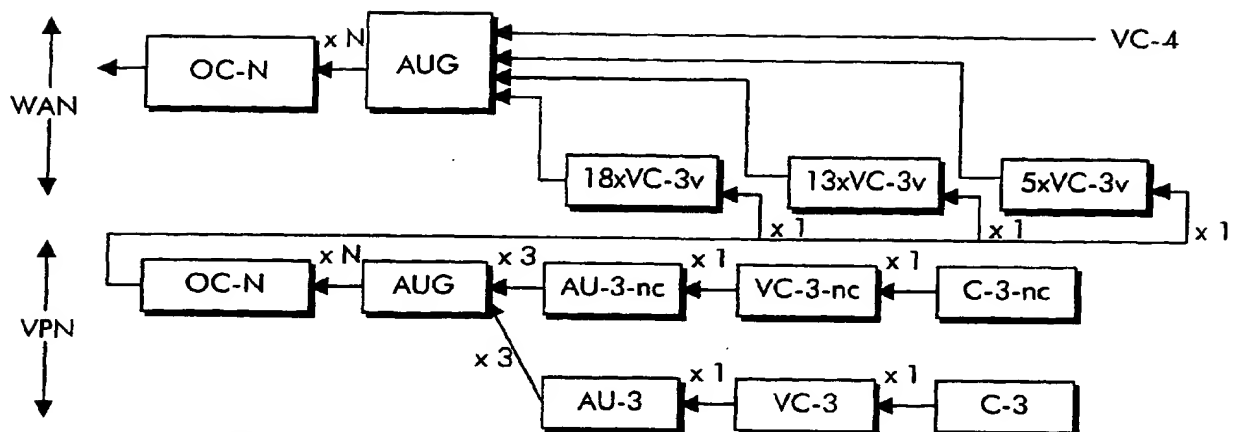 WAN
OC-N
x N
AUG
VC-4
18xVC-3v
13xVC-3v
5xVC-3v
x 1
x 1
x 1
VPN
OC-N
x N
AUG
x 3
AU-3-nc
x 1
VC-3-nc
x 1
C-3-nc
x 3
AU-3
x 1
VC-3
x 1
C-3